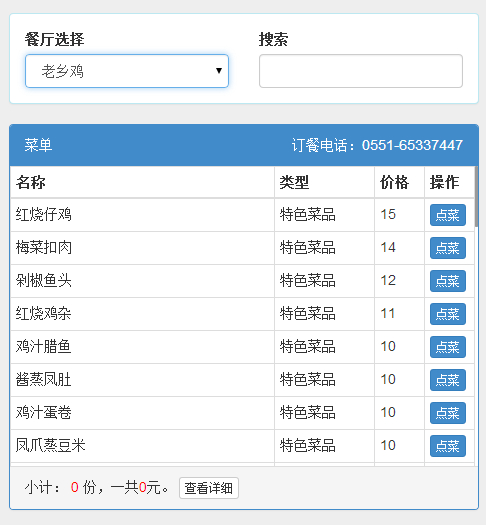 餐厅选择 搜索
老乡鸡
菜单 订餐电话：0551-65337447
名称 类型 价格 操作
红烧仔鸡 特色菜品 15 点菜
梅菜扣肉 特色菜品 14 点菜
剁椒鱼头 特色菜品 12 点菜
红烧鸡杂 特色菜品 11 点菜
鸡汁腊鱼 特色菜品 10 点菜
酱蒸凤肚 特色菜品 10 点菜
鸡汁蛋卷 特色菜品 10 点菜
凤爪蒸豆米 特色菜品 10 点菜
小计： 0 份，一共0元。 查看详细